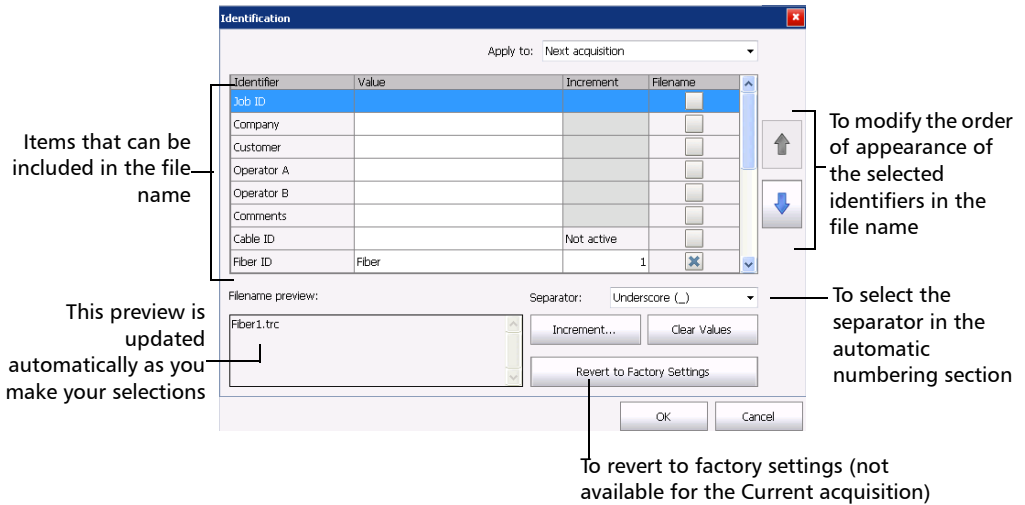 Identification
Apply to: Next acquisition
Identifier Value Increment Filename
Job ID
Company
Customer
Operator A
Operator B
Comments
Cable ID Not active
Fiber ID Fiber 1
Filename preview:
Separator: Underscore (_)
Fiber1.trc
Increment... Clear Values
Revert to Factory Settings
OK Cancel
Items that can be
included in the file
name
This preview is
updated
automatically as you
make your selections
To modify the order
of appearance of
the selected
identifiers in the
file name
To select the
separator in the
automatic
numbering section
To revert to factory settings (not
available for the Current acquisition)